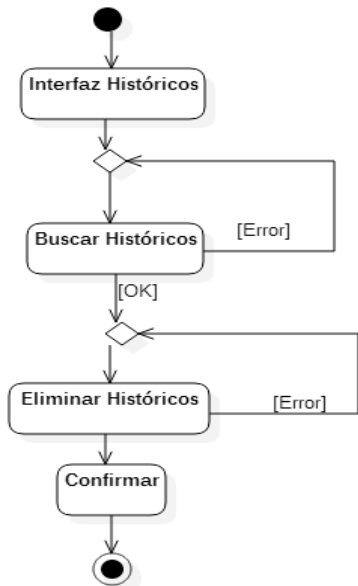 Interfaz Históricos
Buscar Históricos
[Error]
[OK]
Eliminar Históricos
[Error]
Confirmar